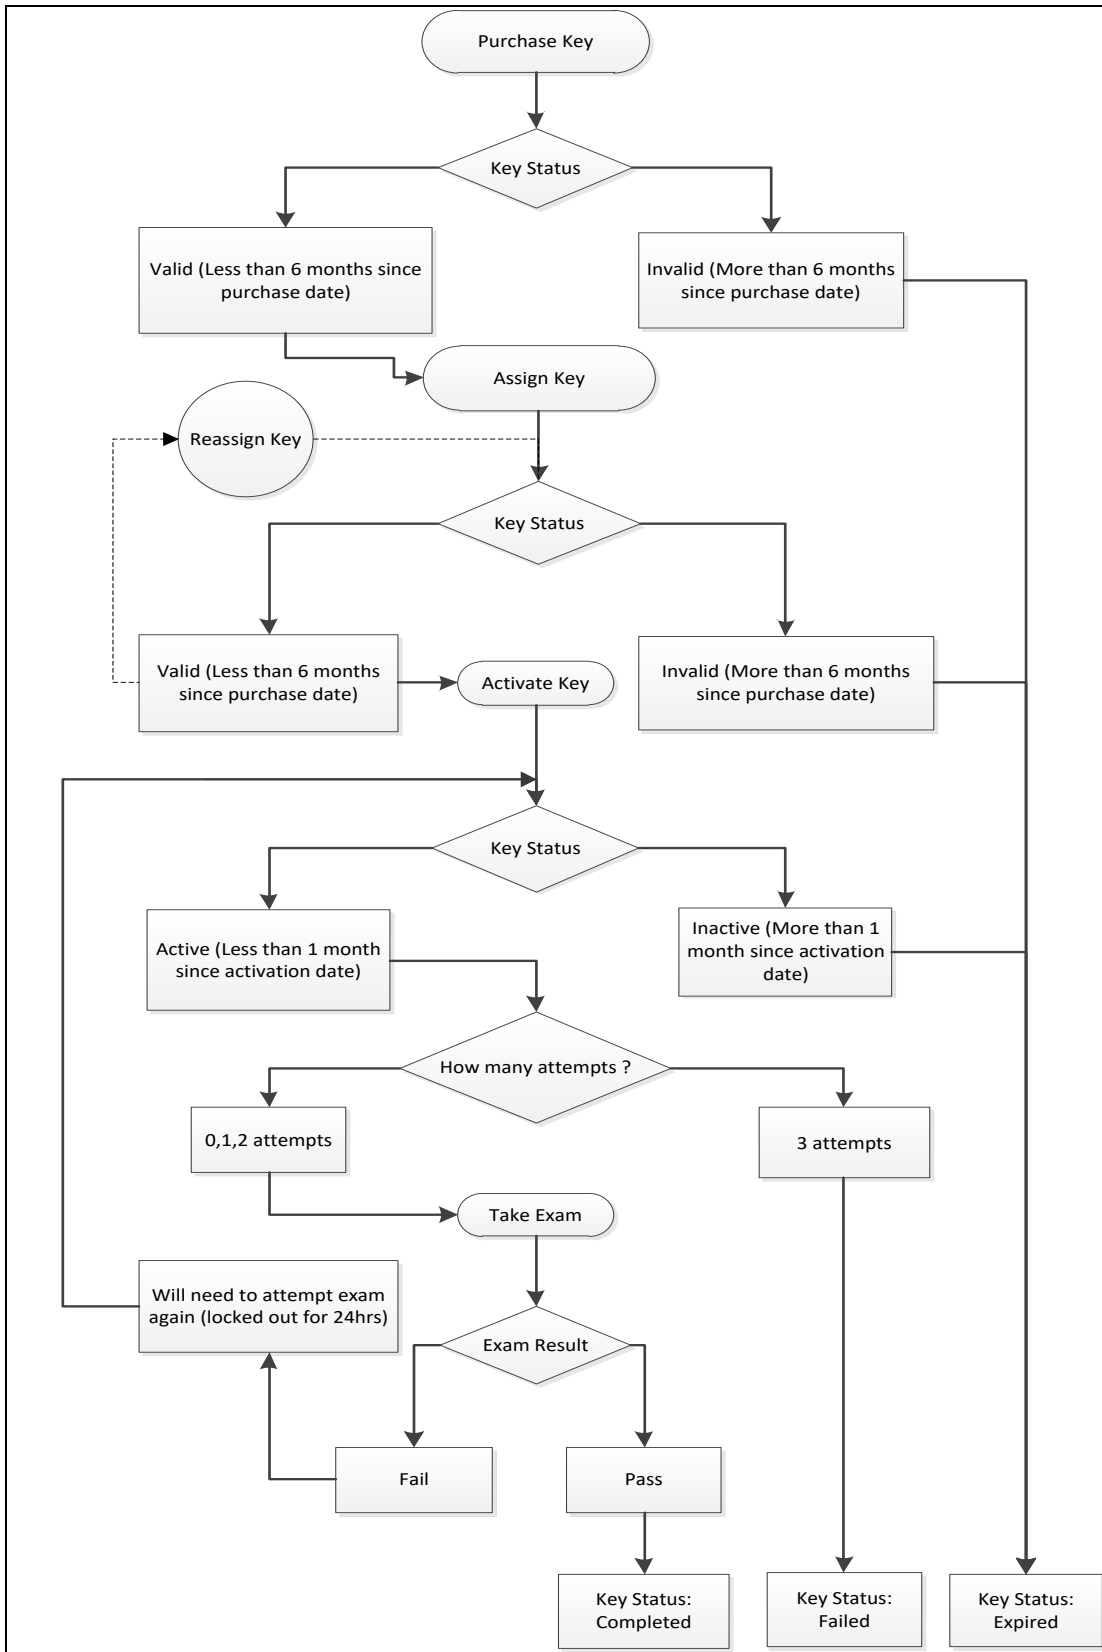 Purchase Key
Key Status
Valid (Less than 6 months since
purchase date)
Invalid (More than 6 months
since purchase date)
Assign Key
Reassign Key
Key Status
Valid (Less than 6 months
since purchase date)
Activate Key
Invalid (More than 6 months
since purchase date)
Key Status
Active (Less than 1 month
since activation date)
Inactive (More than 1
month since activation
date)
How many attempts ?
0,1,2 attempts
3 attempts
Take Exam
Will need to attempt exam
again (locked out for 24hrs)
Exam Result
Fail
Pass
Key Status:
Completed
Key Status:
Failed
Key Status:
Expired